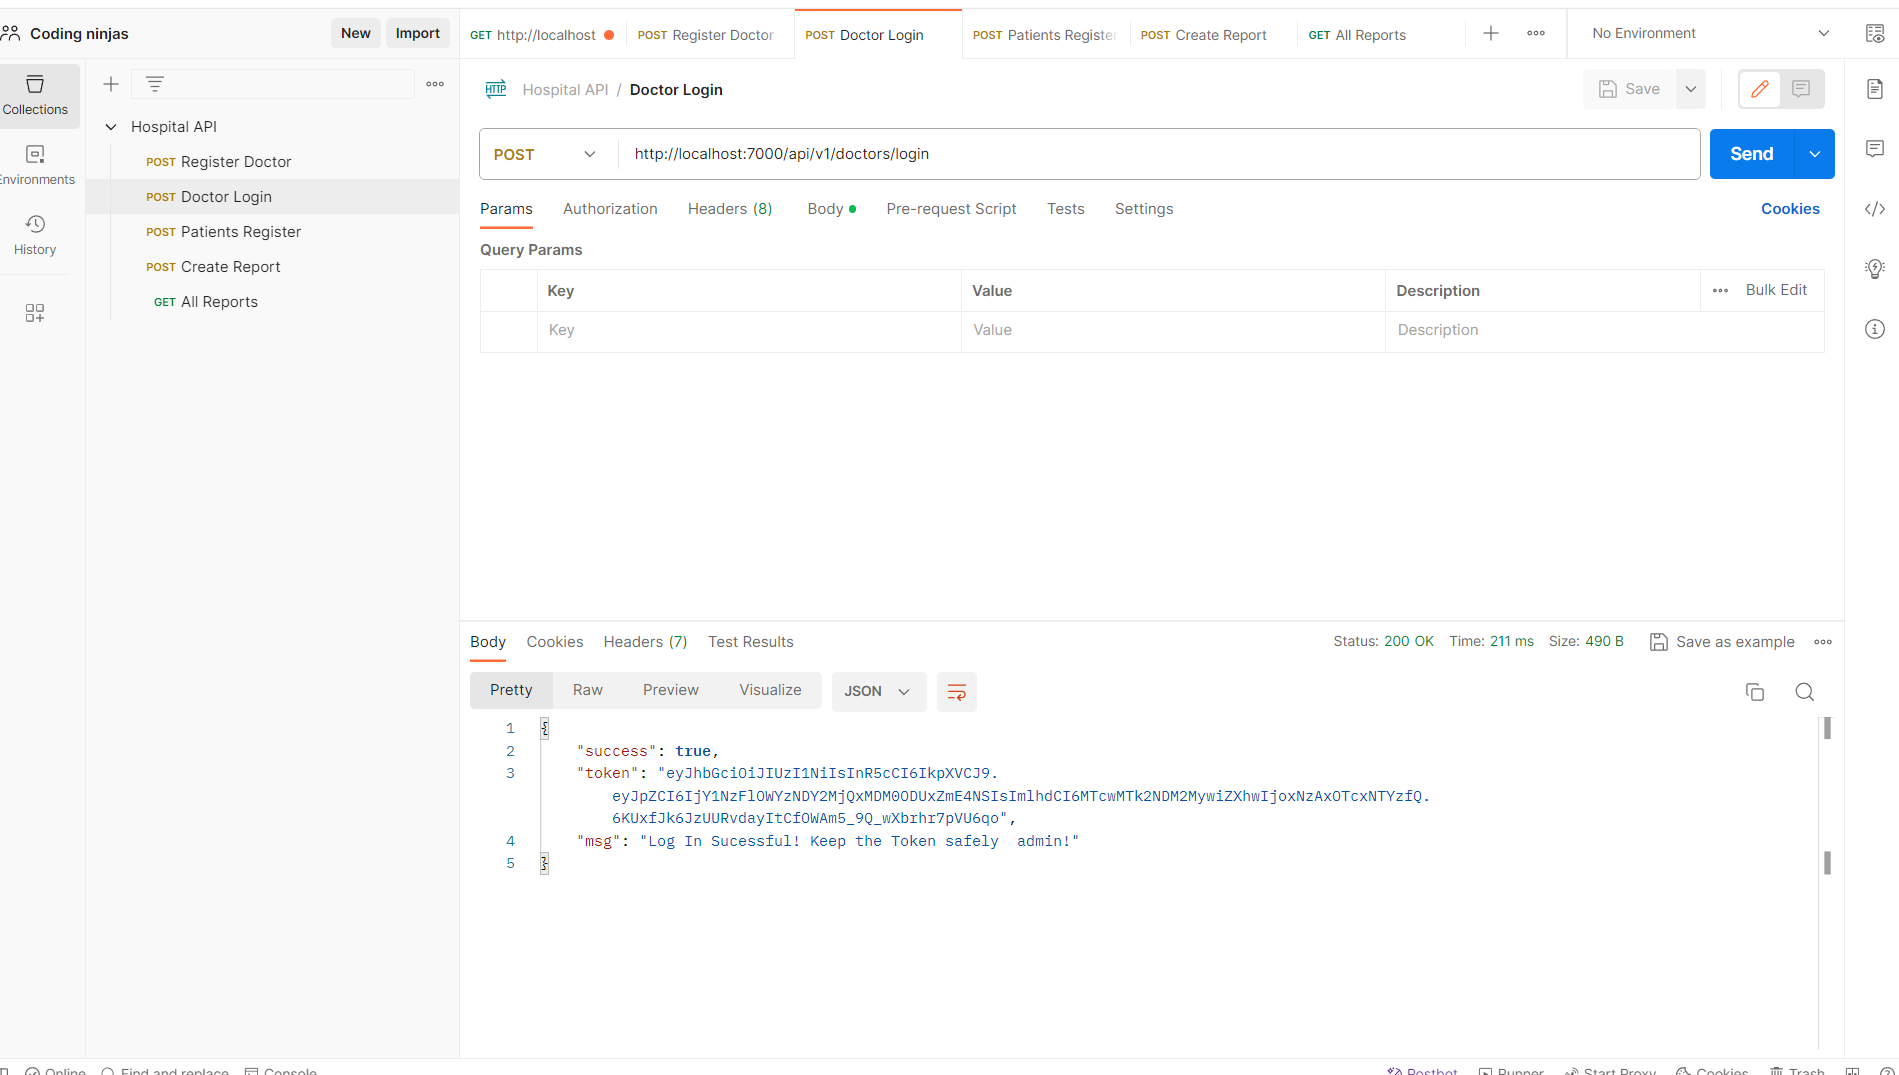 Coding ninjas
New
Import
GET http://localhost
POST Register Doctor
POST Doctor Login
POST Patients Register
POST Create Report
GET All Reports
No Environment
Collections
Environments
History
Hospital API
POST Register Doctor
POST Doctor Login
POST Patients Register
POST Create Report
GET All Reports
HTTP Hospital API / Doctor Login
Save
POST
http://localhost:7000/api/v1/doctors/login
Send
Params Authorization Headers (8) Body Pre-request Script Tests Settings
Cookies
Query Params
Key Value Description Bulk Edit
Key Value Description
Body Cookies Headers (7) Test Results
Status: 200 OK Time: 211 ms Size: 490 B Save as example
Pretty Raw Preview Visualize JSON
1 {
2 "success": true,
3 "token": "eyJhbGciOiJIUzI1NiIsInR5cCI6IkpXVCJ9.
eyJpZCI6IjY1NzFlOWYzNDY2MjQxMDM0ODUxZmE4NSIsImlhdCI6MTcwMTk2NDM2MywiZXhwIjoxNzAxOTcxNTYzfQ.
6KUxfJk6JzUURvdayItCfOWAm5_9Q_wXbrhr7pVU6qo",
4 "msg": "Log In Sucessful! Keep the Token safely  admin!"
5 }
Online Find and replace Console
Postbot Runner Start Proxy Cookies Trash